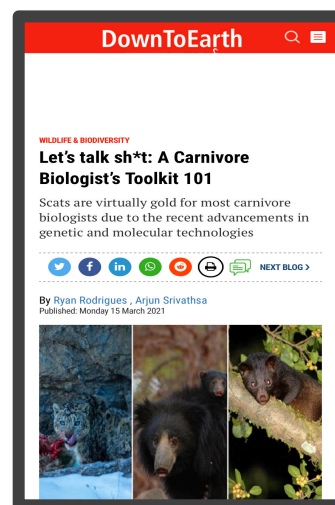 DownToEarth
WILDLIFE & BIODIVERSITY
Let's talk sh*t: A Carnivore
Biologist's Toolkit 101
Scats are virtually gold for most carnivore
biologists due to the recent advancements in
genetic and molecular technologies
NEXT BLOG >
By Ryan Rodrigues , Arjun Srivathsa
Published: Monday 15 March 2021